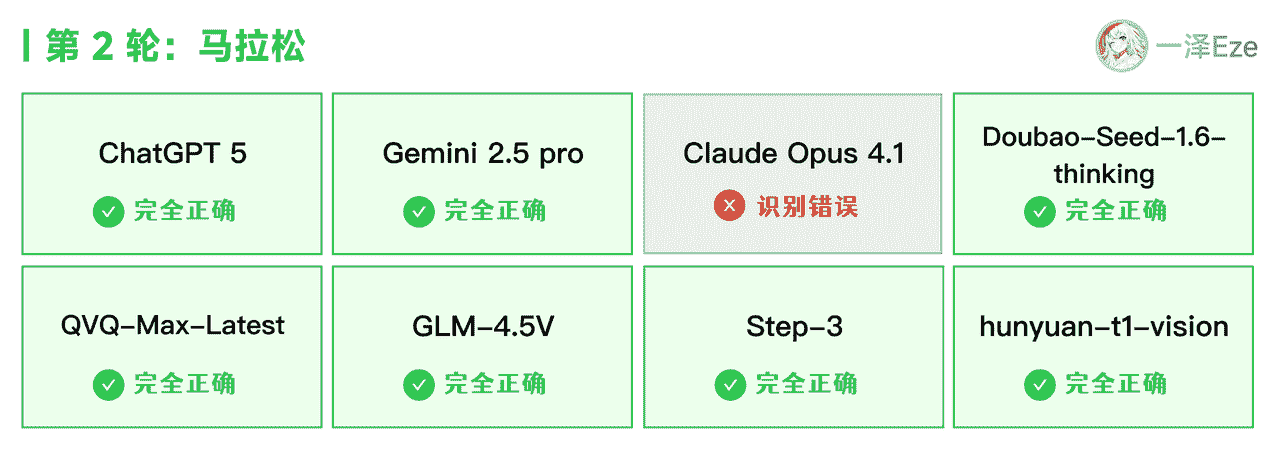 第 2 轮：马拉松
一泽Eze
ChatGPT 5
完全正确
Gemini 2.5 pro
完全正确
Claude Opus 4.1
识别错误
Doubao-Seed-1.6-
thinking
完全正确
QVQ-Max-Latest
完全正确
GLM-4.5V
完全正确
Step-3
完全正确
hunyuan-t1-vision
完全正确